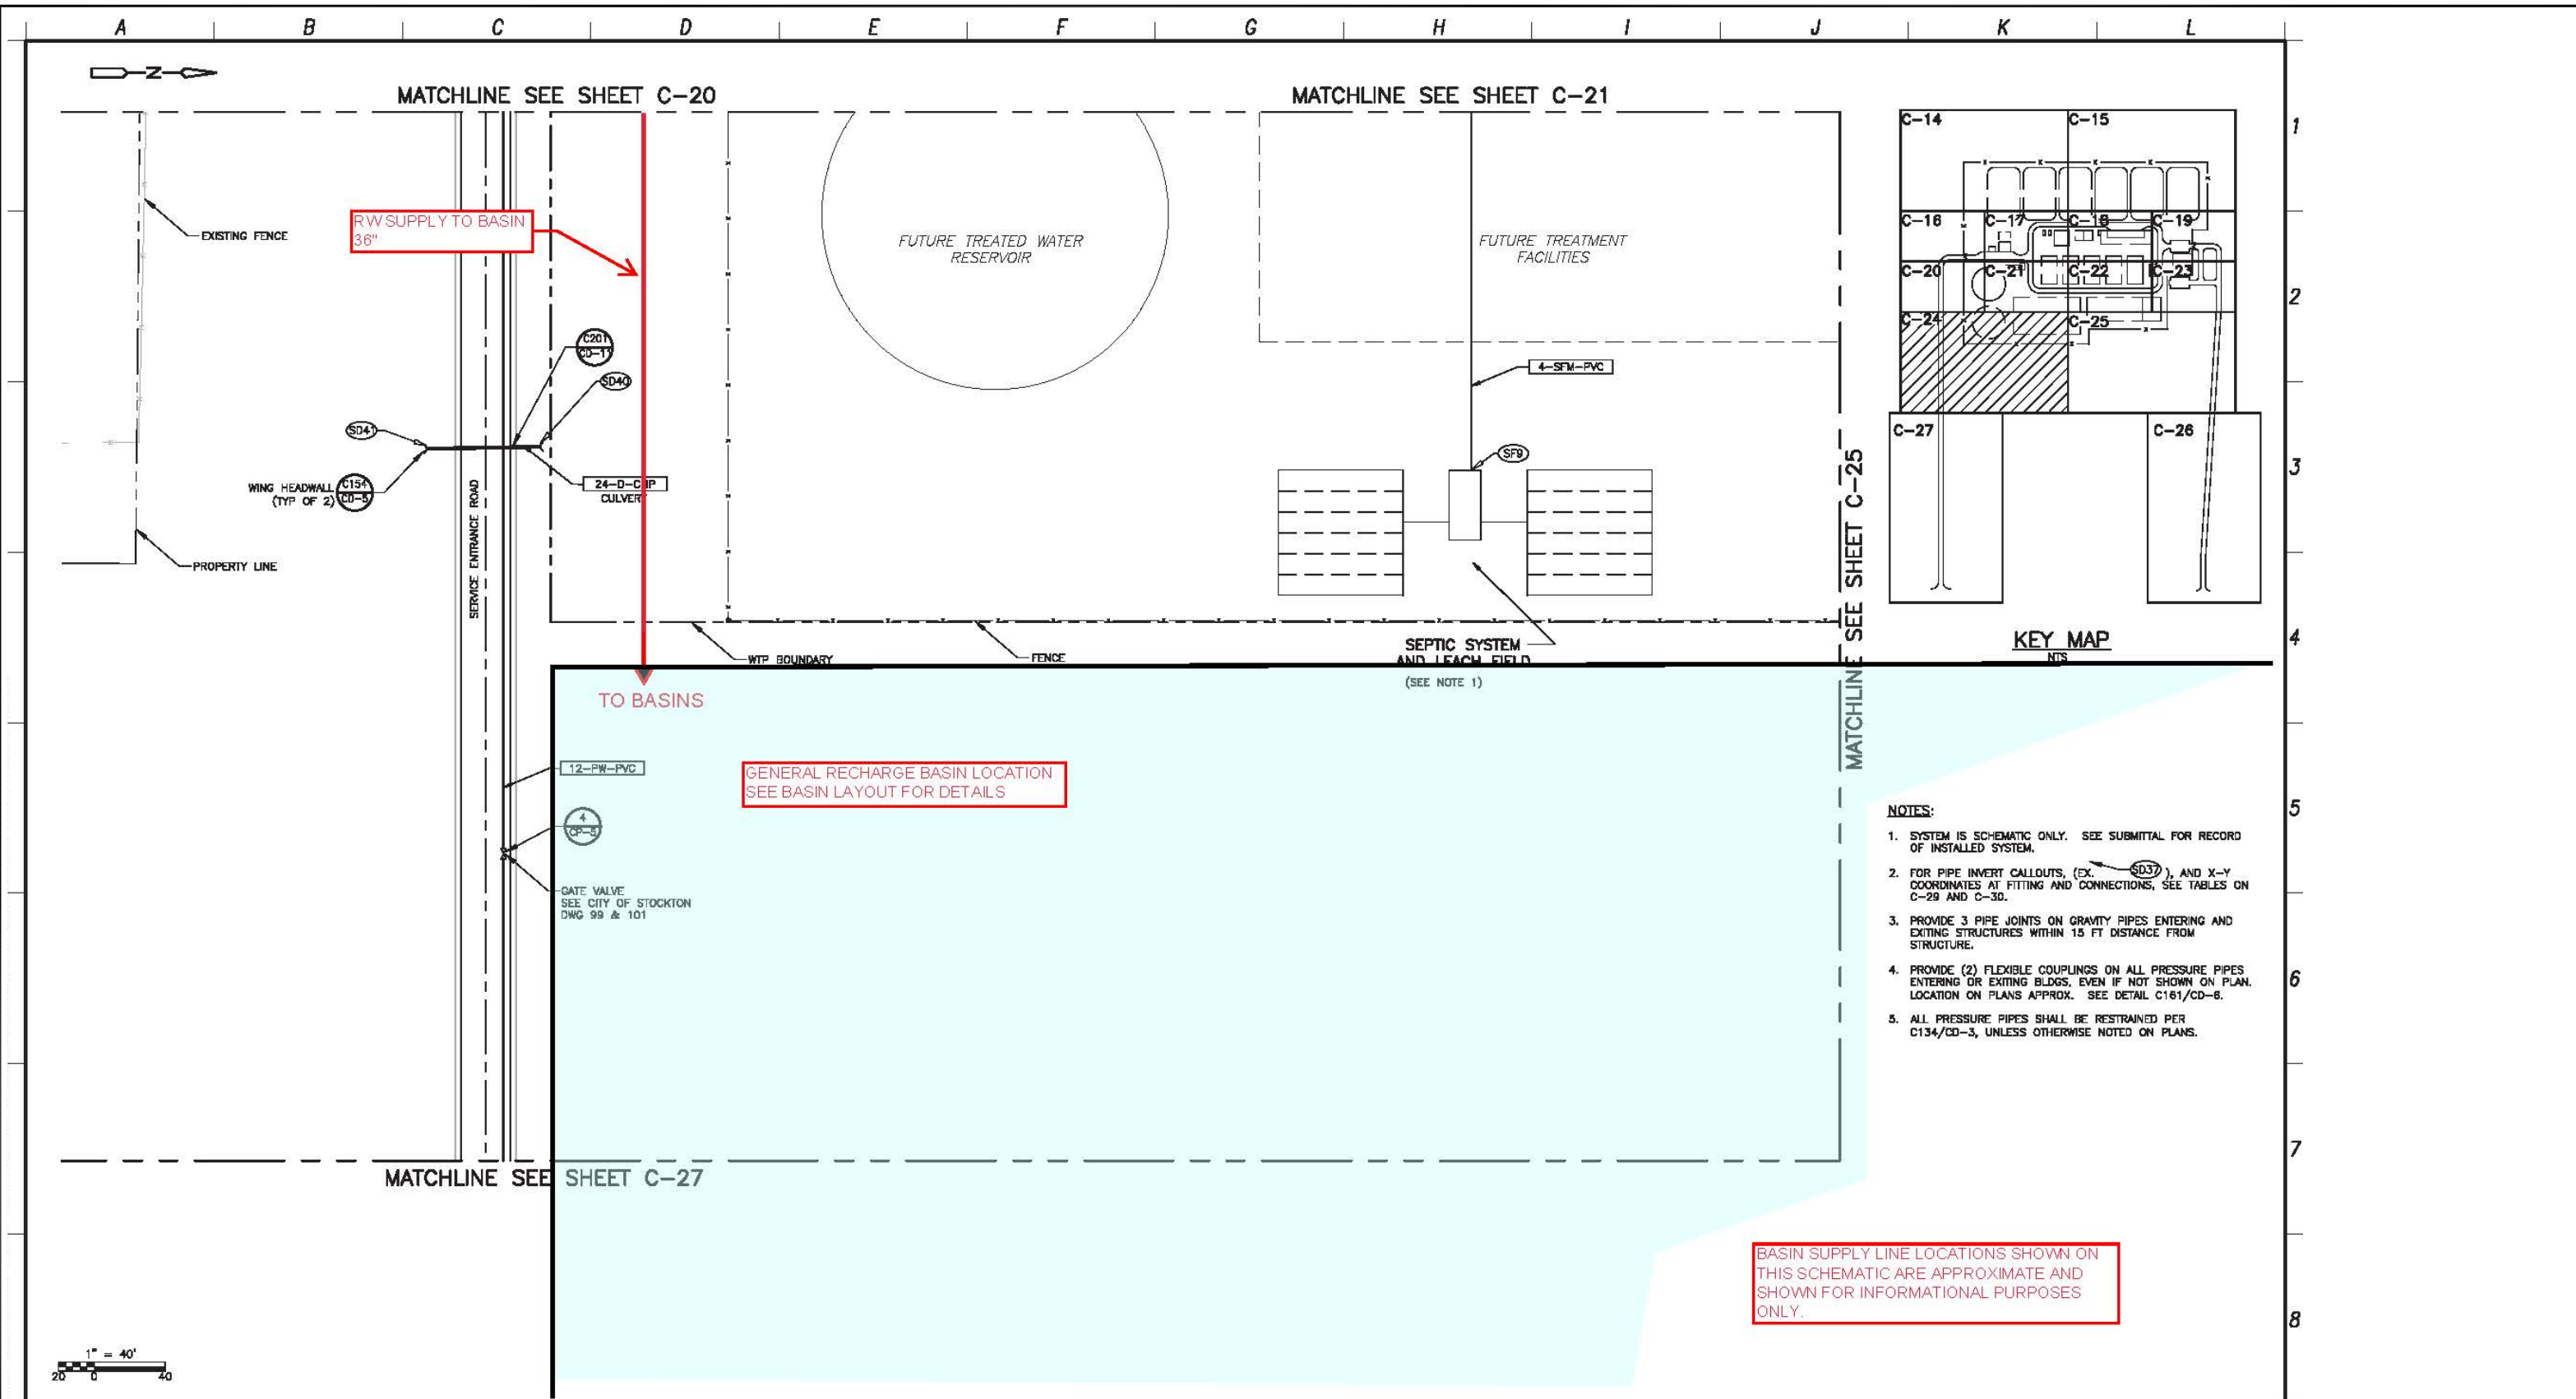 A B C D E F G H I J K L
N
MATCHLINE SEE SHEET C-20
MATCHLINE SEE SHEET C-21
1
2
3
4
5
6
7
8
EXISTING FENCE
RW SUPPLY TO BASIN
36"
FUTURE TREATED WATER
RESERVOIR
FUTURE TREATMENT
FACILITIES
C201
CD-11
SD40
SD41
WING HEADWALL
(TYP OF 2)
C154
CD-5
24-D-CMP
CULVERT
SERVICE ENTRANCE ROAD
PROPERTY LINE
4-SFM-PVC
SF9
SEPTIC SYSTEM
AND LEACH FIELD
(SEE NOTE 1)
WTP BOUNDARY
FENCE
TO BASINS
MATCHLINE SEE SHEET C-25
C-14
C-15
C-16
C-17
C-18
C-19
C-20
C-21
C-22
C-23
C-24
C-25
C-27
C-26
KEY MAP
NTS
12-PW-PVC
4
CP-5
GATE VALVE
SEE CITY OF STOCKTON
DWG 99 & 101
GENERAL RECHARGE BASIN LOCATION
SEE BASIN LAYOUT FOR DETAILS
NOTES:
1. SYSTEM IS SCHEMATIC ONLY. SEE SUBMITTAL FOR RECORD
OF INSTALLED SYSTEM.
2. FOR PIPE INVERT CALLOUTS, (EX. SD37), AND X-Y
COORDINATES AT FITTING AND CONNECTIONS, SEE TABLES ON
C-29 AND C-30.
3. PROVIDE 3 PIPE JOINTS ON GRAVITY PIPES ENTERING AND
EXITING STRUCTURES WITHIN 15 FT DISTANCE FROM
STRUCTURE.
4. PROVIDE (2) FLEXIBLE COUPLINGS ON ALL PRESSURE PIPES
ENTERING OR EXITING BLDGS, EVEN IF NOT SHOWN ON PLAN.
LOCATION ON PLANS APPROX. SEE DETAIL C161/CD-6.
5. ALL PRESSURE PIPES SHALL BE RESTRAINED PER
C134/CD-3, UNLESS OTHERWISE NOTED ON PLANS.
MATCHLINE SEE SHEET C-27
BASIN SUPPLY LINE LOCATIONS SHOWN ON
THIS SCHEMATIC ARE APPROXIMATE AND
SHOWN FOR INFORMATIONAL PURPOSES
ONLY.
1" = 40'
20 0 40